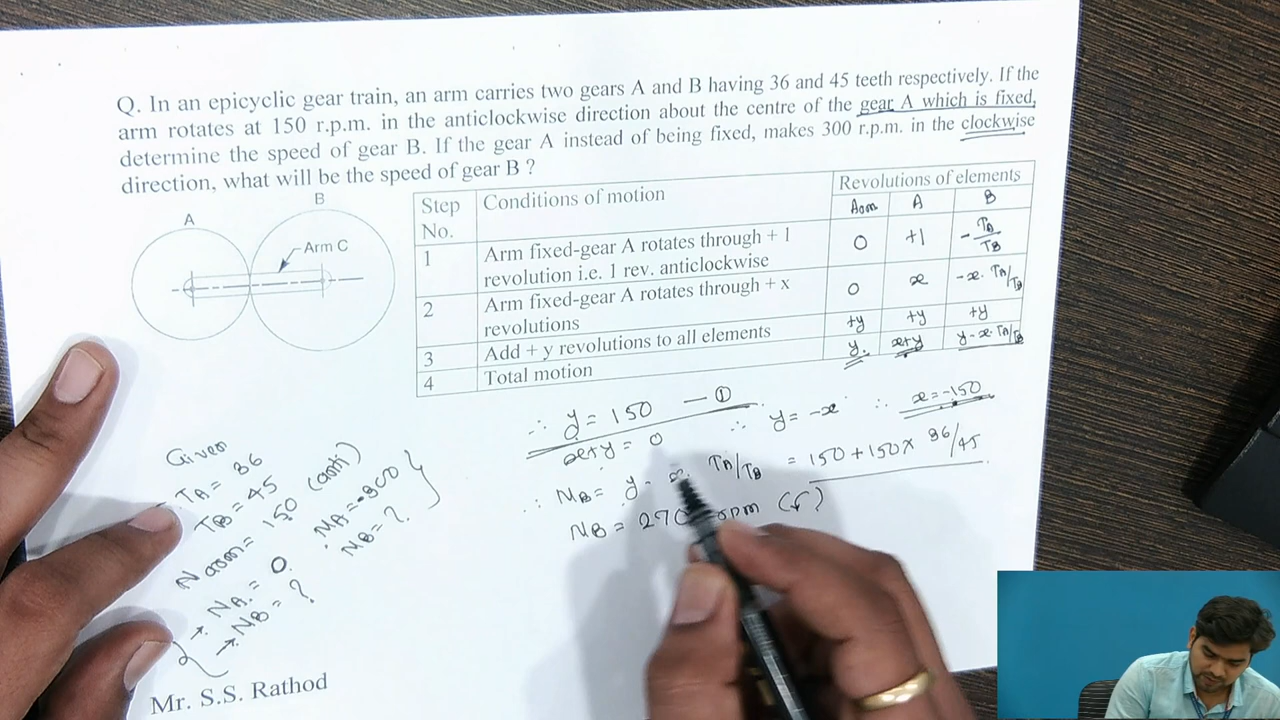 Q. In an epicyclic gear train, an arm carries two gears A and B having 36 and 45 teeth respectively. If the
arm rotates at 150 r.p.m. in the anticlockwise direction about the centre of the gear A which is fixed,
determine the speed of gear B. If the gear A instead of being fixed, makes 300 r.p.m. in the clockwise
direction, what will be the speed of gear B ?
A
B
Arm C
Step No.
Conditions of motion
Revolutions of elements
Arm A B
1
Arm fixed-gear A rotates through + 1
revolution i.e. 1 rev. anticlockwise
0 +1 -TA/TB
2
Arm fixed-gear A rotates through + x
revolutions
0 x -x. TA/TB
3 Add + y revolutions to all elements +y +y +y
4 Total motion y. x+y y-x TA/TB
∴ y = 150 — ①
x+y = 0 ∴ y = -x ∴ x = -150
∴ NB = y - x. TA/TB = 150 + 150 x 36/45
NB = 270 rpm
Given
TA = 36
TB = 45
Narm = 150 (anti)
NA = 0. NA = -300
NB = ? NB = ?
Mr. S.S. Rathod